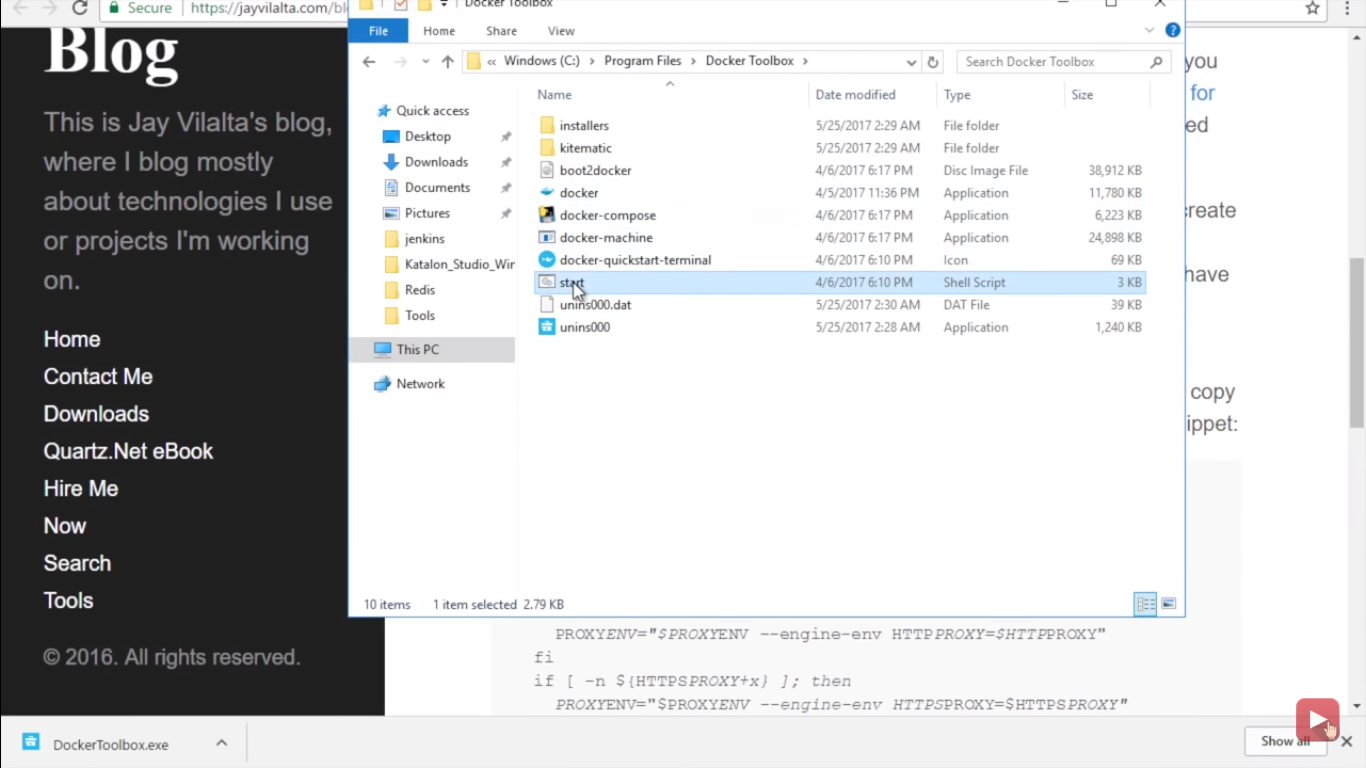 Secure https://jayvilalta.com/bl
Blog
This is Jay Vilalta's blog,
where I blog mostly
about technologies I use
or projects I'm working
on.
Home
Contact Me
Downloads
Quartz.Net eBook
Hire Me
Now
Search
Tools
© 2016. All rights reserved.
Docker Toolbox
File Home Share View
« Windows (C:) › Program Files › Docker Toolbox › Search Docker Toolbox
Quick access
Desktop
Downloads
Documents
Pictures
jenkins
Katalon_Studio_Wir
Redis
Tools
This PC
Network
Name Date modified Type Size
installers 5/25/2017 2:29 AM File folder
kitematic 5/25/2017 2:29 AM File folder
boot2docker 4/6/2017 6:17 PM Disc Image File 38,912 KB
docker 4/5/2017 11:36 PM Application 11,780 KB
docker-compose 4/6/2017 6:17 PM Application 6,223 KB
docker-machine 4/6/2017 6:17 PM Application 24,898 KB
docker-quickstart-terminal 4/6/2017 6:10 PM Icon 69 KB
start 4/6/2017 6:10 PM Shell Script 3 KB
unins000.dat 5/25/2017 2:30 AM DAT File 39 KB
unins000 5/25/2017 2:28 AM Application 1,240 KB
10 items 1 item selected 2.79 KB
you
for
ed
create
have
copy
ippet:
PROXYENV="$PROXYENV --engine-env HTTPPROXY=$HTTPPROXY"
fi
if [ -n ${HTTPSPROXY+x} ]; then
PROXYENV="$PROXYENV --engine-env HTTPSPROXY=$HTTPSPROXY"
DockerToolbox.exe
Show all